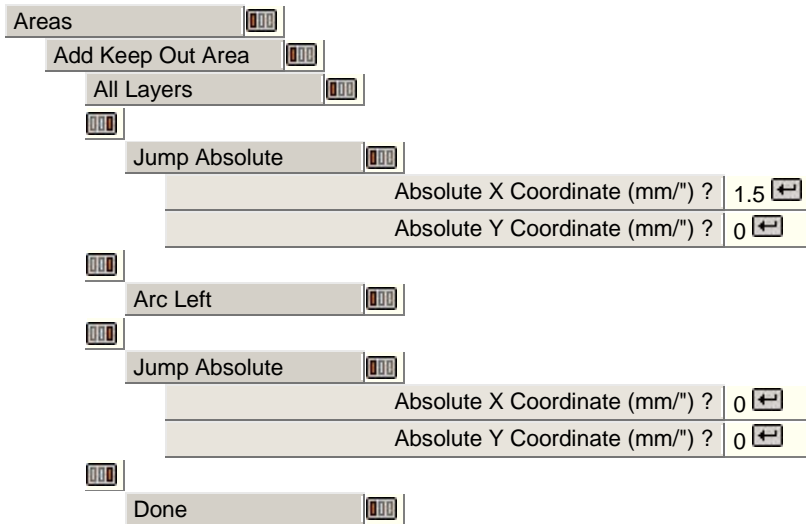 Areas
Add Keep Out Area
All Layers
Jump Absolute
Absolute X Coordinate (mm/") ? 1.5
Absolute Y Coordinate (mm/") ? 0
Arc Left
Jump Absolute
Absolute X Coordinate (mm/") ? 0
Absolute Y Coordinate (mm/") ? 0
Done